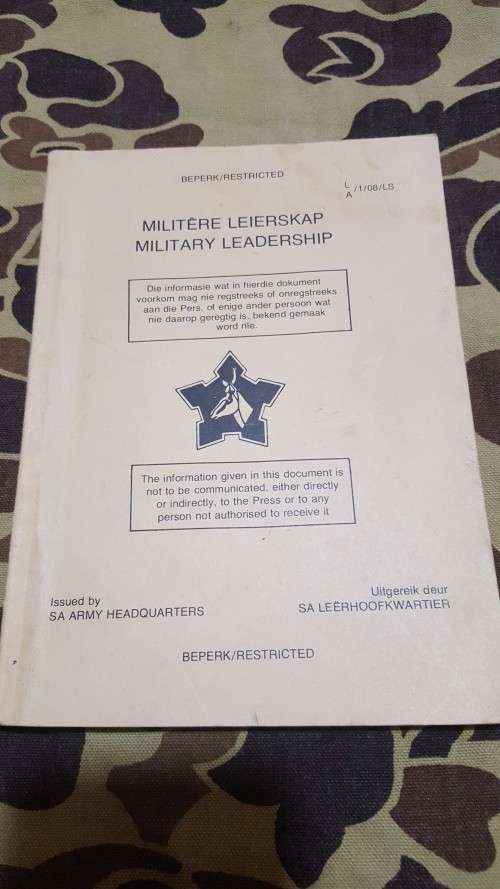 BEPERK/RESTRICTED
L
A /1/08/LS
MILITÊRE LEIERSKAP
MILITARY LEADERSHIP
Die informasie wat in hierdie dokument
voorkom mag nie regstreeks of onregstreeks
aan die Pers, of enige ander persoon wat
nie daarop geregtig is, bekend gemaak
word nie.
The information given in this document is
not to be communicated, either directly
or indirectly, to the Press or to any
person not authorised to receive it
Issued by
SA ARMY HEADQUARTERS
Uitgereik deur
SA LEËRHOOFKWARTIER
BEPERK/RESTRICTED